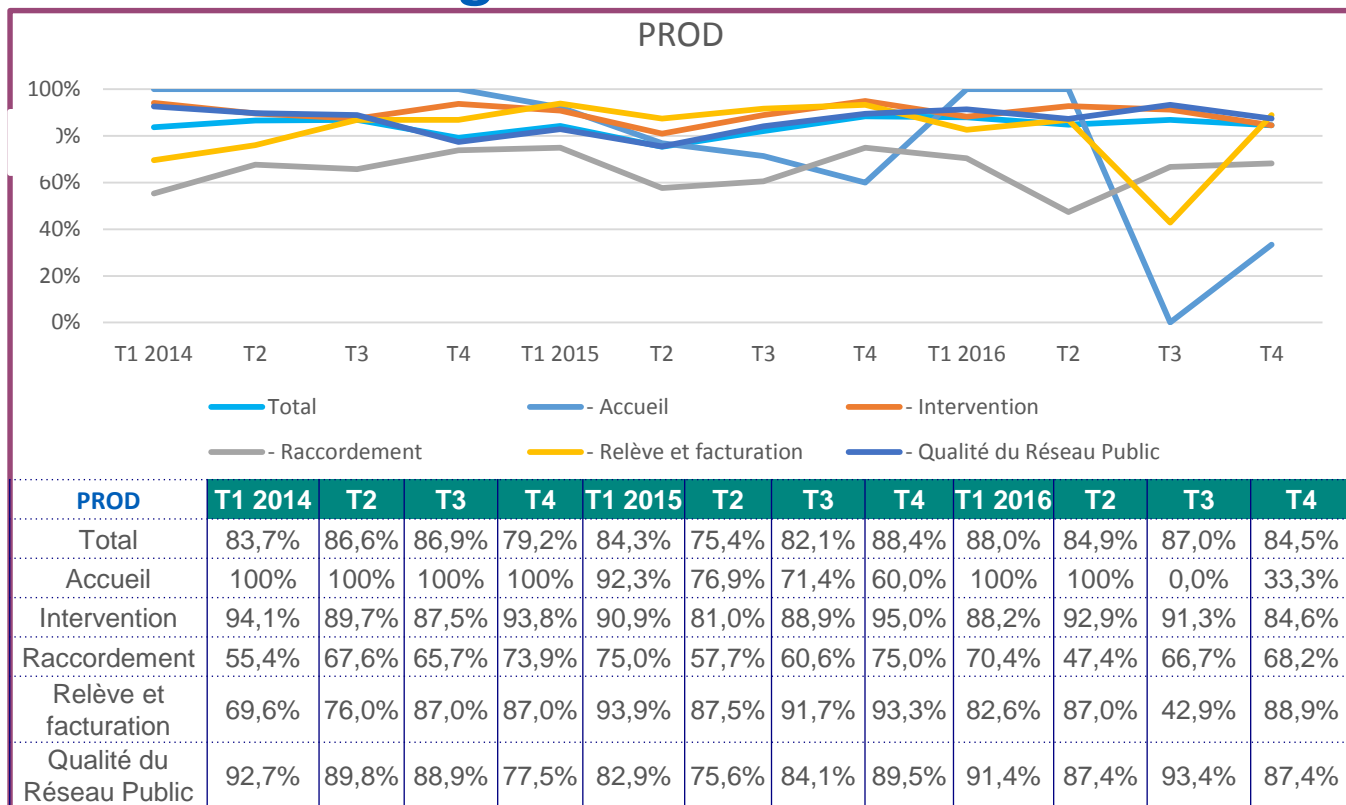 g
PROD
100%
%
60%
40%
20%
0%
T1 2014 T2 T3 T4 T1 2015 T2 T3 T4 T1 2016 T2 T3 T4
Total - Accueil - Intervention
- Raccordement - Relève et facturation - Qualité du Réseau Public
PROD T1 2014 T2 T3 T4 T1 2015 T2 T3 T4 T1 2016 T2 T3 T4
Total 83,7% 86,6% 86,9% 79,2% 84,3% 75,4% 82,1% 88,4% 88,0% 84,9% 87,0% 84,5%
Accueil 100% 100% 100% 100% 92,3% 76,9% 71,4% 60,0% 100% 100% 0,0% 33,3%
Intervention 94,1% 89,7% 87,5% 93,8% 90,9% 81,0% 88,9% 95,0% 88,2% 92,9% 91,3% 84,6%
Raccordement 55,4% 67,6% 65,7% 73,9% 75,0% 57,7% 60,6% 75,0% 70,4% 47,4% 66,7% 68,2%
Relève et
facturation 69,6% 76,0% 87,0% 87,0% 93,9% 87,5% 91,7% 93,3% 82,6% 87,0% 42,9% 88,9%
Qualité du
Réseau Public 92,7% 89,8% 88,9% 77,5% 82,9% 75,6% 84,1% 89,5% 91,4% 87,4% 93,4% 87,4%